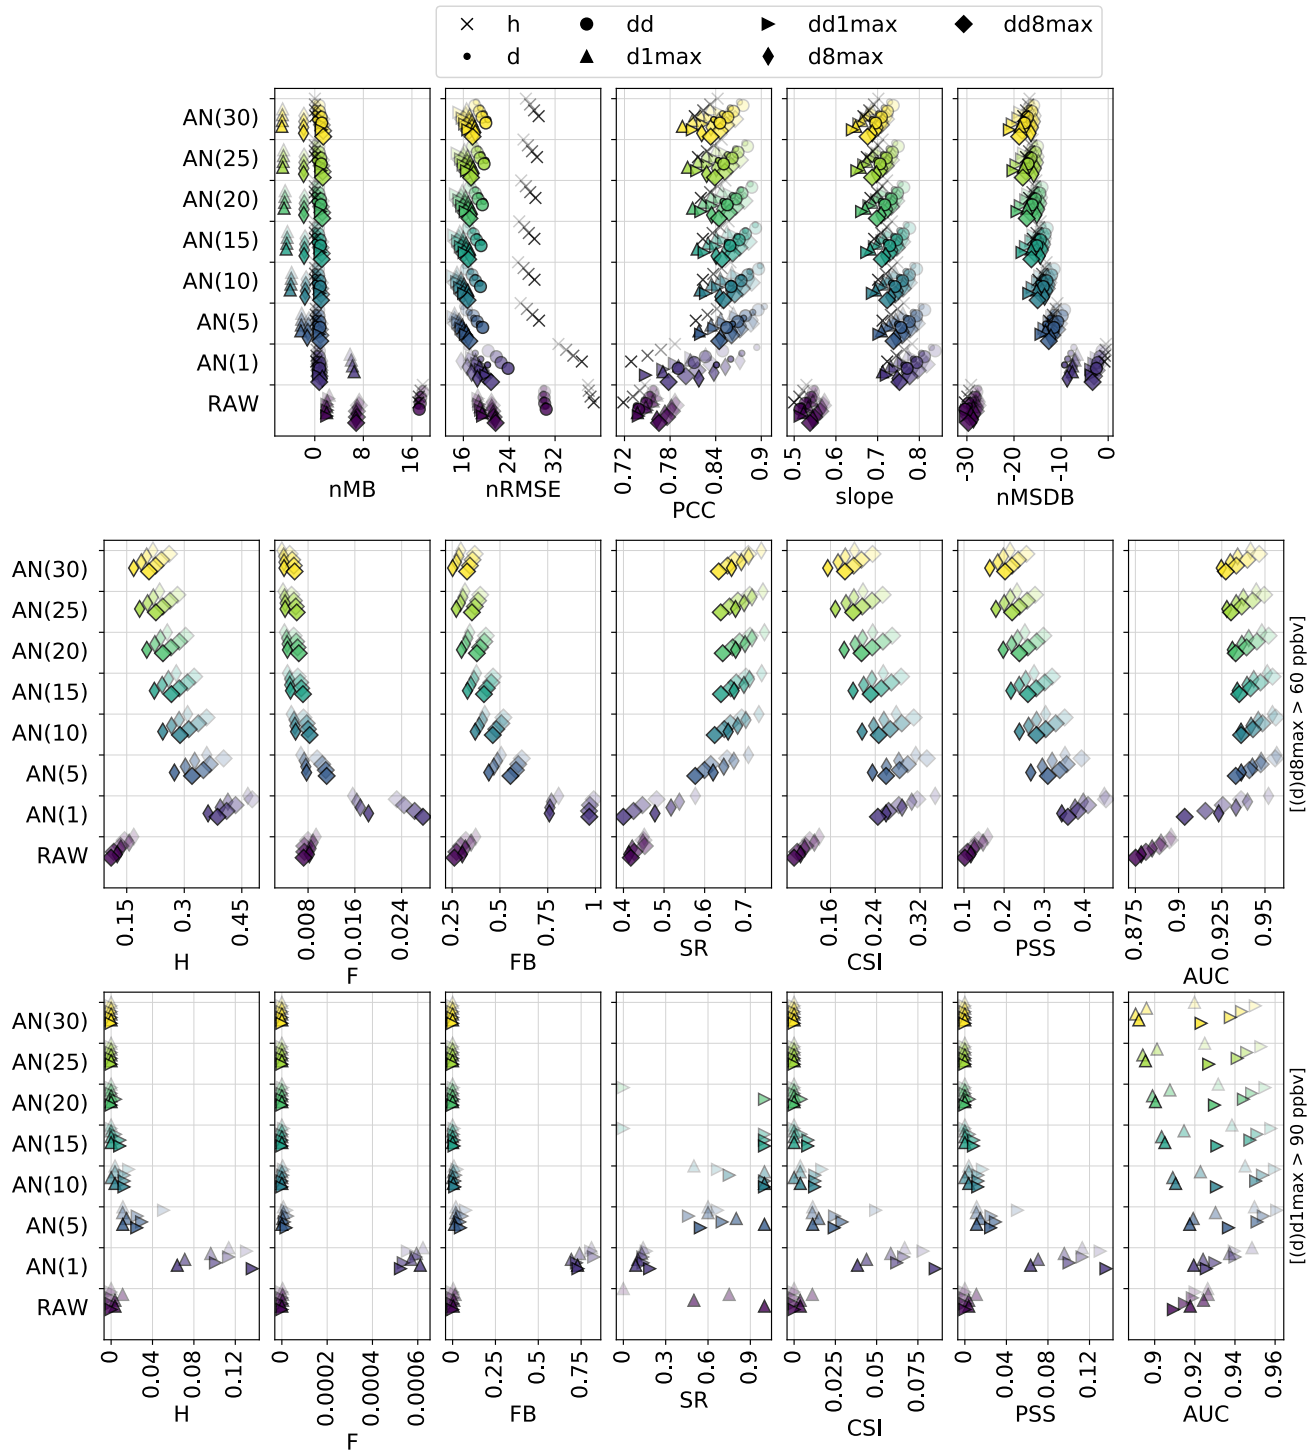 h dd dd1max dd8max
d d1max d8max
AN(30)
AN(25)
AN(20)
AN(15)
AN(10)
AN(5)
AN(1)
RAW
0 8 16
nMB
16 24 32
nRMSE
0.72 0.78 0.84 0.9
PCC
0.5 0.6 0.7 0.8
slope
-30 -20 -10 0
nMSDB
AN(30)
AN(25)
AN(20)
AN(15)
AN(10)
AN(5)
AN(1)
RAW
0.15 0.3 0.45
H
0.008 0.016 0.024
F
0.25 0.5 0.75 1
FB
0.4 0.5 0.6 0.7
SR
0.16 0.24 0.32
CSI
0.1 0.2 0.3 0.4
PSS
0.875 0.9 0.925 0.95
AUC
[(d)d8max > 60 ppbv]
AN(30)
AN(25)
AN(20)
AN(15)
AN(10)
AN(5)
AN(1)
RAW
0 0.04 0.08 0.12
H
0 0.0002 0.0004 0.0006
F
0 0.25 0.5 0.75
FB
0 0.3 0.6 0.9
SR
0 0.025 0.05 0.075
CSI
0 0.04 0.08 0.12
PSS
0.9 0.92 0.94 0.96
AUC
[(d)d1max > 90 ppbv]